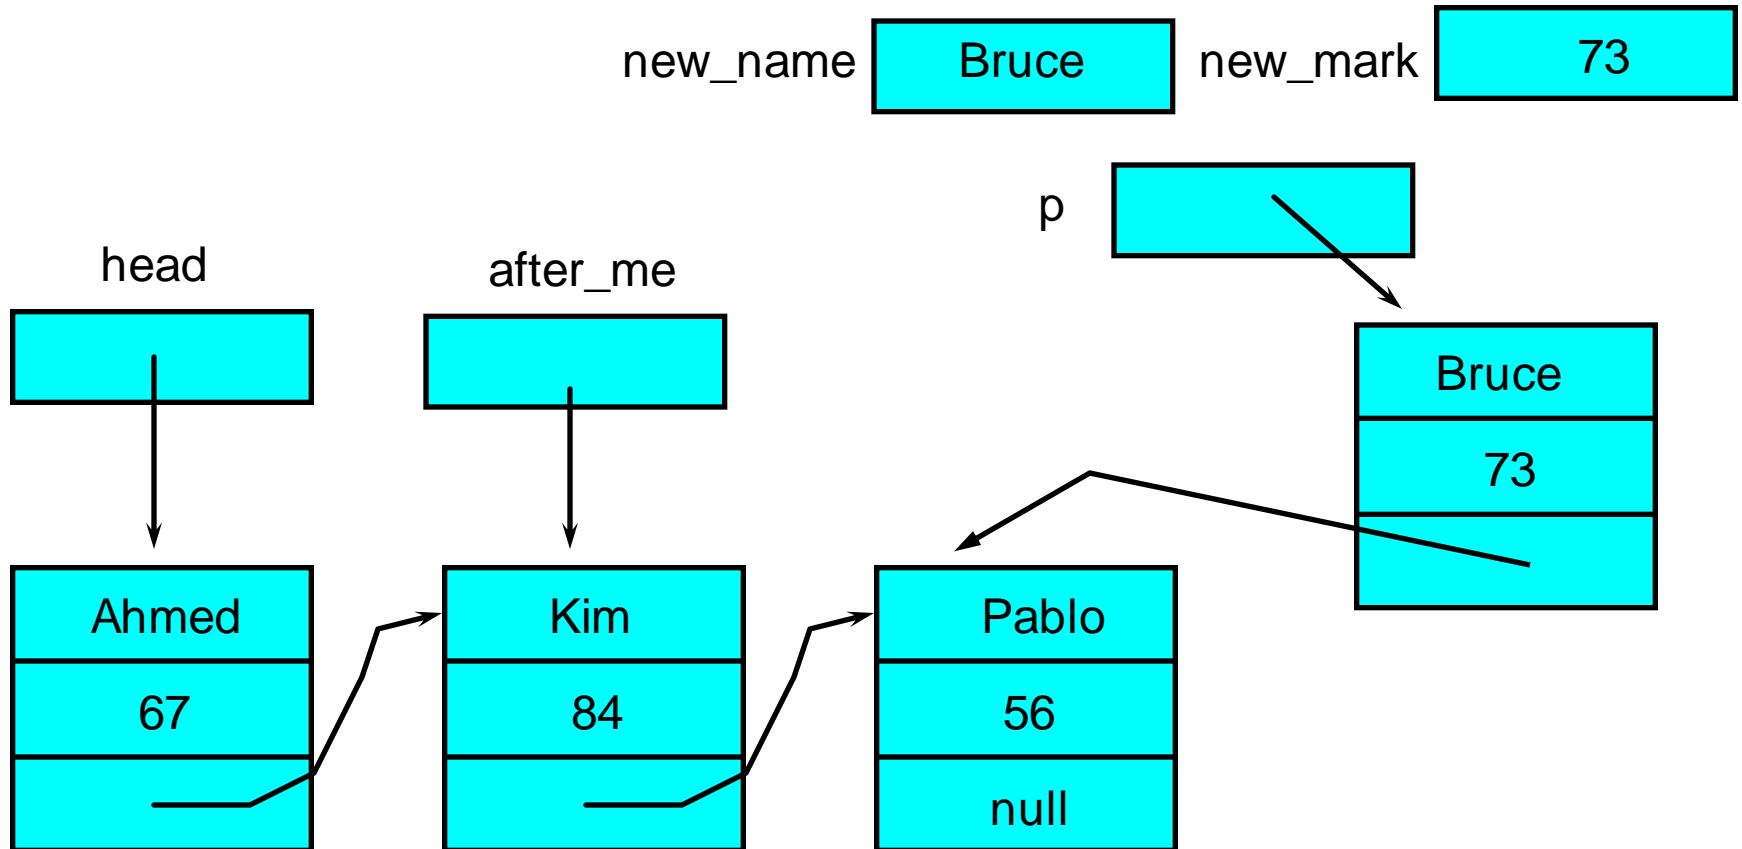 new_name Bruce new_mark 73
p
head after_me
Bruce
73
Ahmed Kim Pablo
67 84 56
null